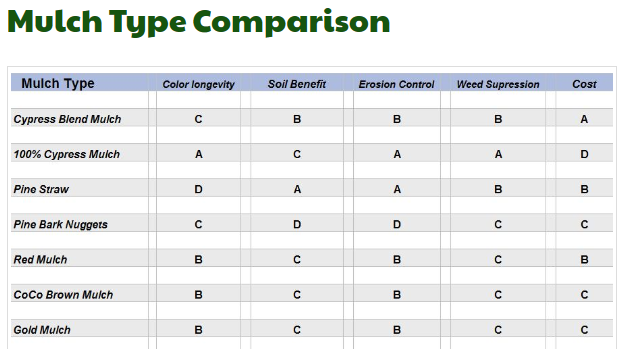 Mulch Type Comparison
Mulch Type Color longevity Soil Benefit Erosion Control Weed Supression Cost
Cypress Blend Mulch C B B B A
100% Cypress Mulch A C A A D
Pine Straw D A A B B
Pine Bark Nuggets C D D C C
Red Mulch B C B C B
CoCo Brown Mulch B C B C C
Gold Mulch B C B C C